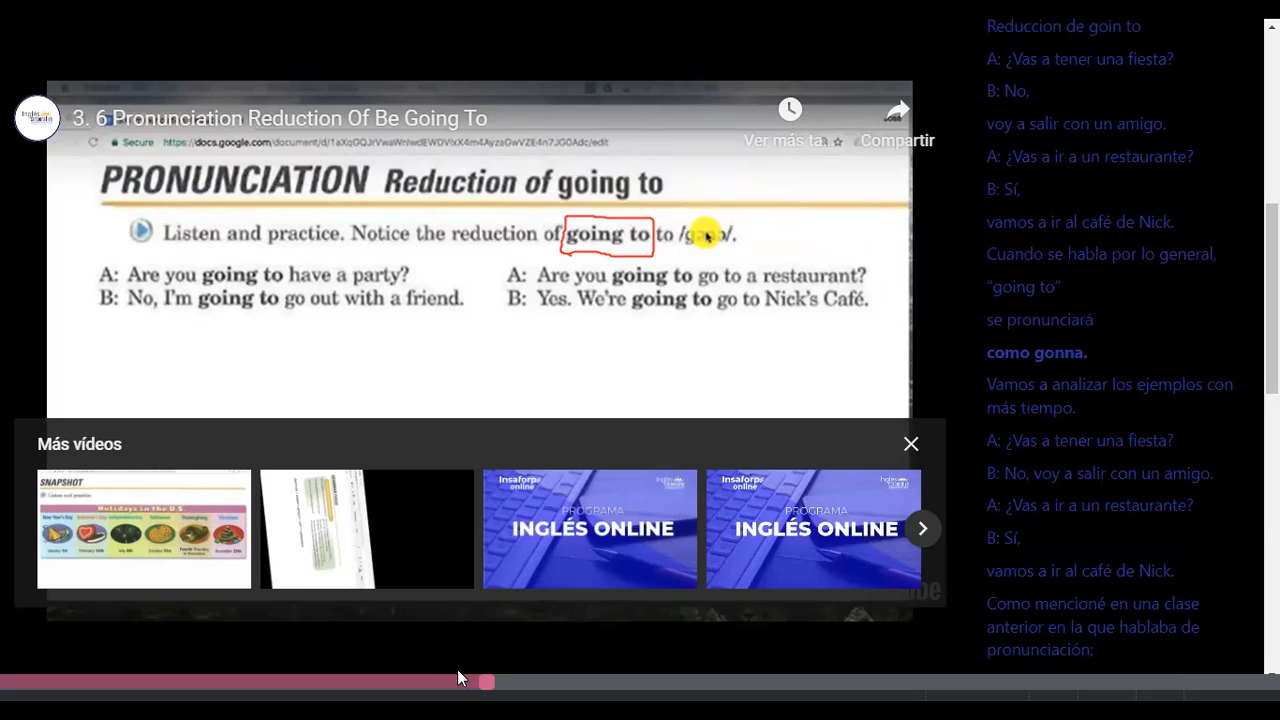 3. 6 Pronunciation Reduction Of Be Going To
Ver más ta
Compartir
Secure https://docs.google.com/document/d/
PRONUNCIATION Reduction of going to
Listen and practice. Notice the reduction of going to to
A: Are you going to have a party?
B: No, I'm going to go out with a friend.
A: Are you going to go to a restaurant?
B: Yes. We're going to go to Nick's Café.
Más vídeos
SNAPSHOT
Listen and practice.
Holidays in the U.S.
Insaforp
online
PROGRAMA
INGLÉS ONLINE
Insaforp
online
PROGRAMA
INGLÉS ONLINE
Reduccion de goin to
A: ¿Vas a tener una fiesta?
B: No,
voy a salir con un amigo.
A: ¿Vas a ir a un restaurante?
B: Sí,
vamos a ir al café de Nick.
Cuando se habla por lo general,
“going to”
se pronunciará
como gonna.
Vamos a analizar los ejemplos con
más tiempo.
A: ¿Vas a tener una fiesta?
B: No, voy a salir con un amigo.
A: ¿Vas a ir a un restaurante?
B: Sí,
vamos a ir al café de Nick.
Como mencioné en una clase
anterior en la que hablaba de
pronunciación;